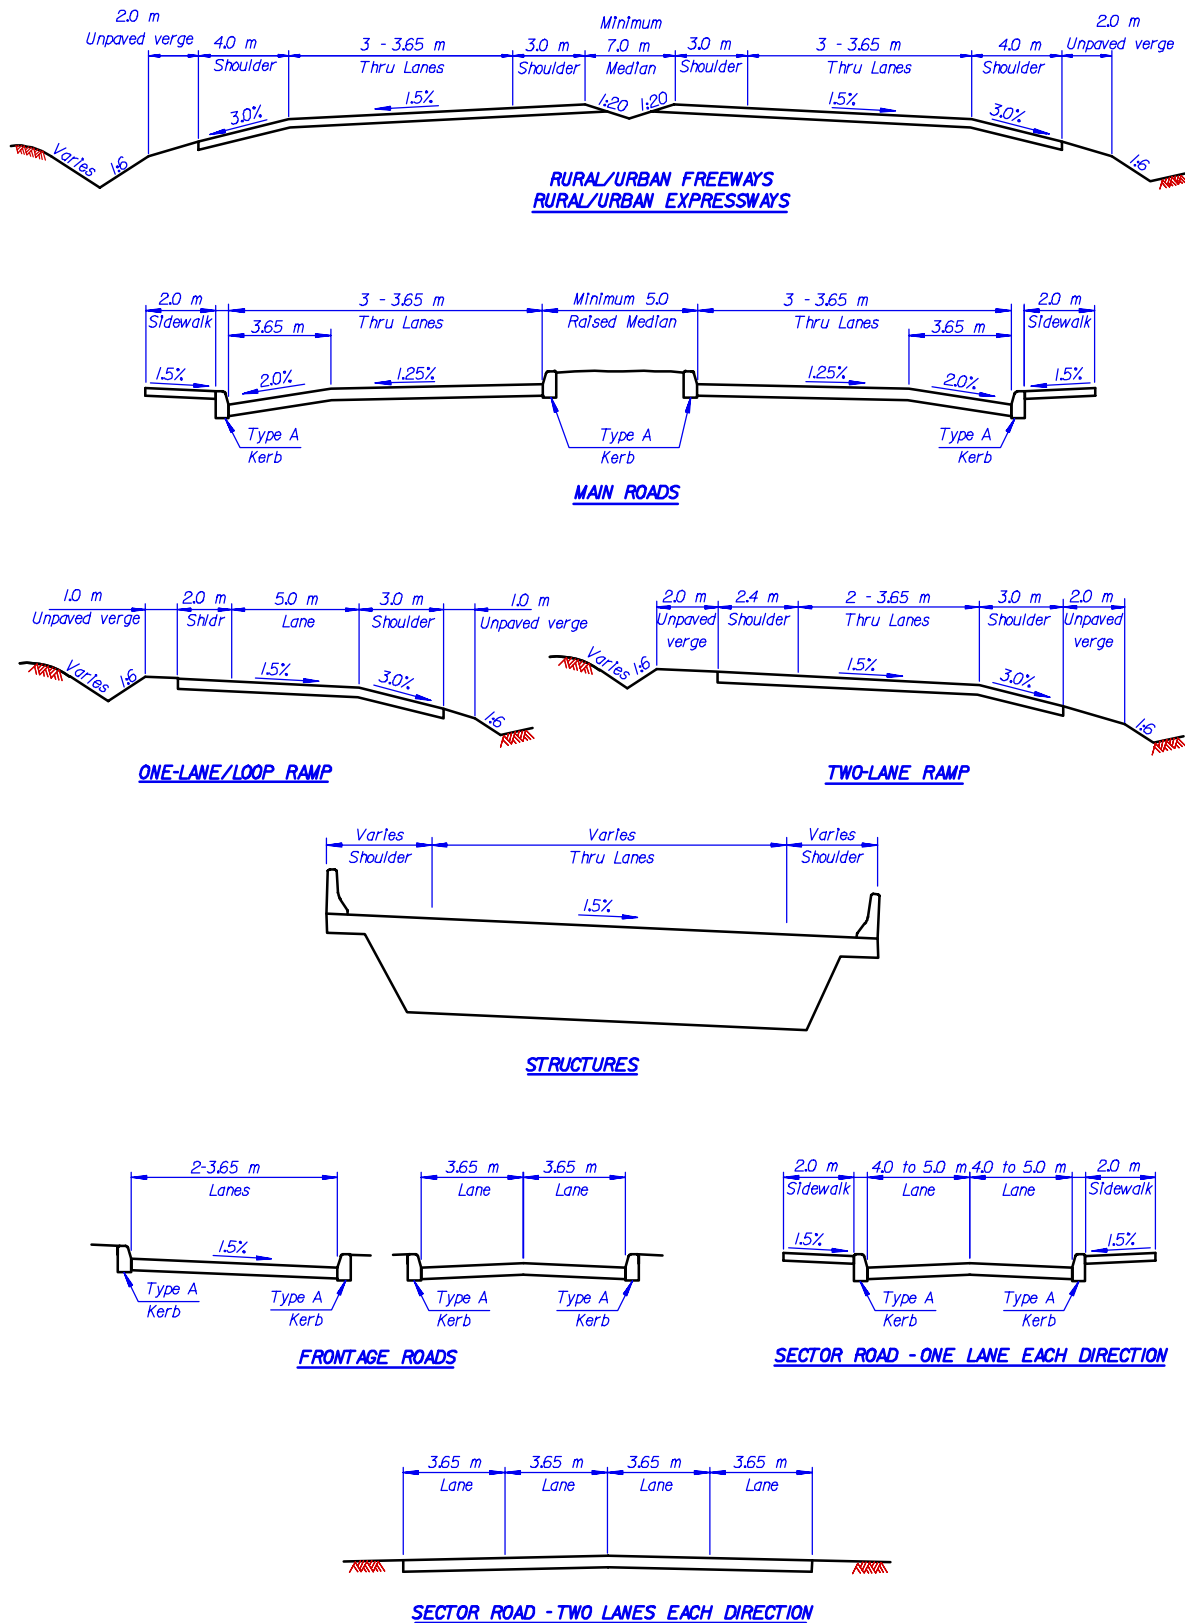 2.0 m
Unpaved verge
4.0 m
Shoulder
3 - 3.65 m
Thru Lanes
3.0 m
Shoulder
Minimum
7.0 m
Median
3.0 m
Shoulder
3 - 3.65 m
Thru Lanes
4.0 m
Shoulder
2.0 m
Unpaved verge
Varies
1:6
3.0%
1.5%
1:20
1:20
1.5%
3.0%
1:6
RURAL/URBAN FREEWAYS
RURAL/URBAN EXPRESSWAYS
2.0 m
Sidewalk
3 - 3.65 m
Thru Lanes
3.65 m
Minimum 5.0
Raised Median
3 - 3.65 m
Thru Lanes
3.65 m
2.0 m
Sidewalk
1.5%
2.0%
1.25%
1.25%
2.0%
1.5%
Type A
Kerb
Type A
Kerb
Type A
Kerb
MAIN ROADS
1.0 m
Unpaved verge
2.0 m
Shldr
5.0 m
Lane
3.0 m
Shoulder
1.0 m
Unpaved verge
Varies
1:6
1.5%
3.0%
1:6
ONE-LANE/LOOP RAMP
2.0 m
Unpaved
verge
2.4 m
Shoulder
2 - 3.65 m
Thru Lanes
3.0 m
Shoulder
2.0 m
Unpaved
verge
Varies
1:6
1.5%
3.0%
1:6
TWO-LANE RAMP
Varies
Shoulder
Varies
Thru Lanes
Varies
Shoulder
1.5%
STRUCTURES
2-3.65 m
Lanes
1.5%
Type A
Kerb
Type A
Kerb
3.65 m
Lane
3.65 m
Lane
Type A
Kerb
Type A
Kerb
FRONTAGE ROADS
2.0 m
Sidewalk
4.0 to 5.0 m
Lane
4.0 to 5.0 m
Lane
2.0 m
Sidewalk
1.5%
1.5%
Type A
Kerb
Type A
Kerb
SECTOR ROAD - ONE LANE EACH DIRECTION
3.65 m
Lane
3.65 m
Lane
3.65 m
Lane
3.65 m
Lane
SECTOR ROAD - TWO LANES EACH DIRECTION